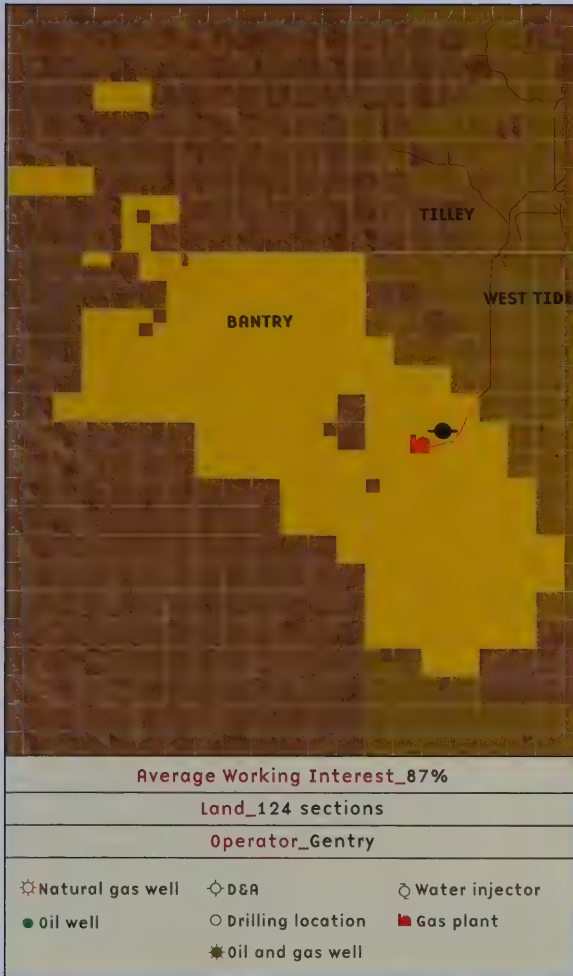 TILLEY
WEST TIDE
BANTRY
Average Working Interest_87%
Land_124 sections
Operator_Gentry
Natural gas well D&A Water injector
Oil well Drilling location Gas plant
Oil and gas well